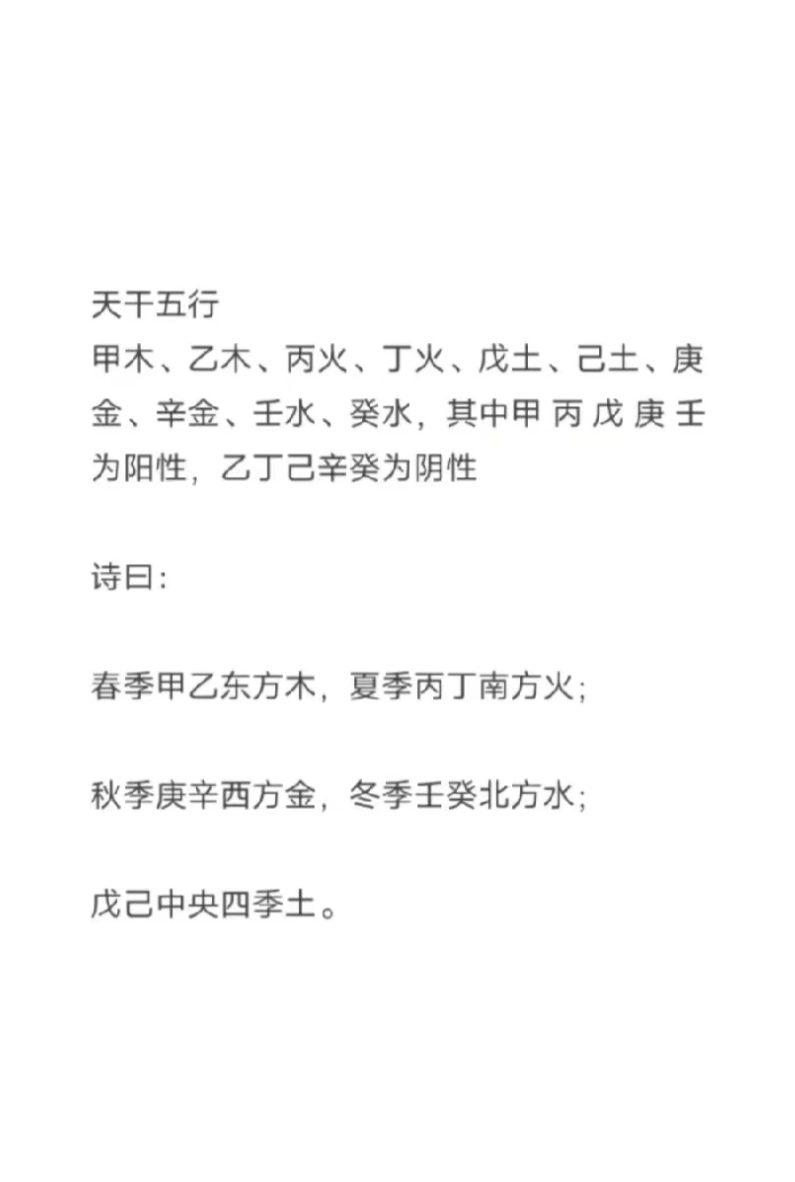 天干五行
甲木、乙木、丙火、丁火、戊土、己土、庚
金、辛金、壬水、癸水，其中甲 丙 戊 庚 壬
为阳性，乙丁己辛癸为阴性
诗曰：
春季甲乙东方木，夏季丙丁南方火；
秋季庚辛西方金，冬季壬癸北方水；
戊己中央四季土。